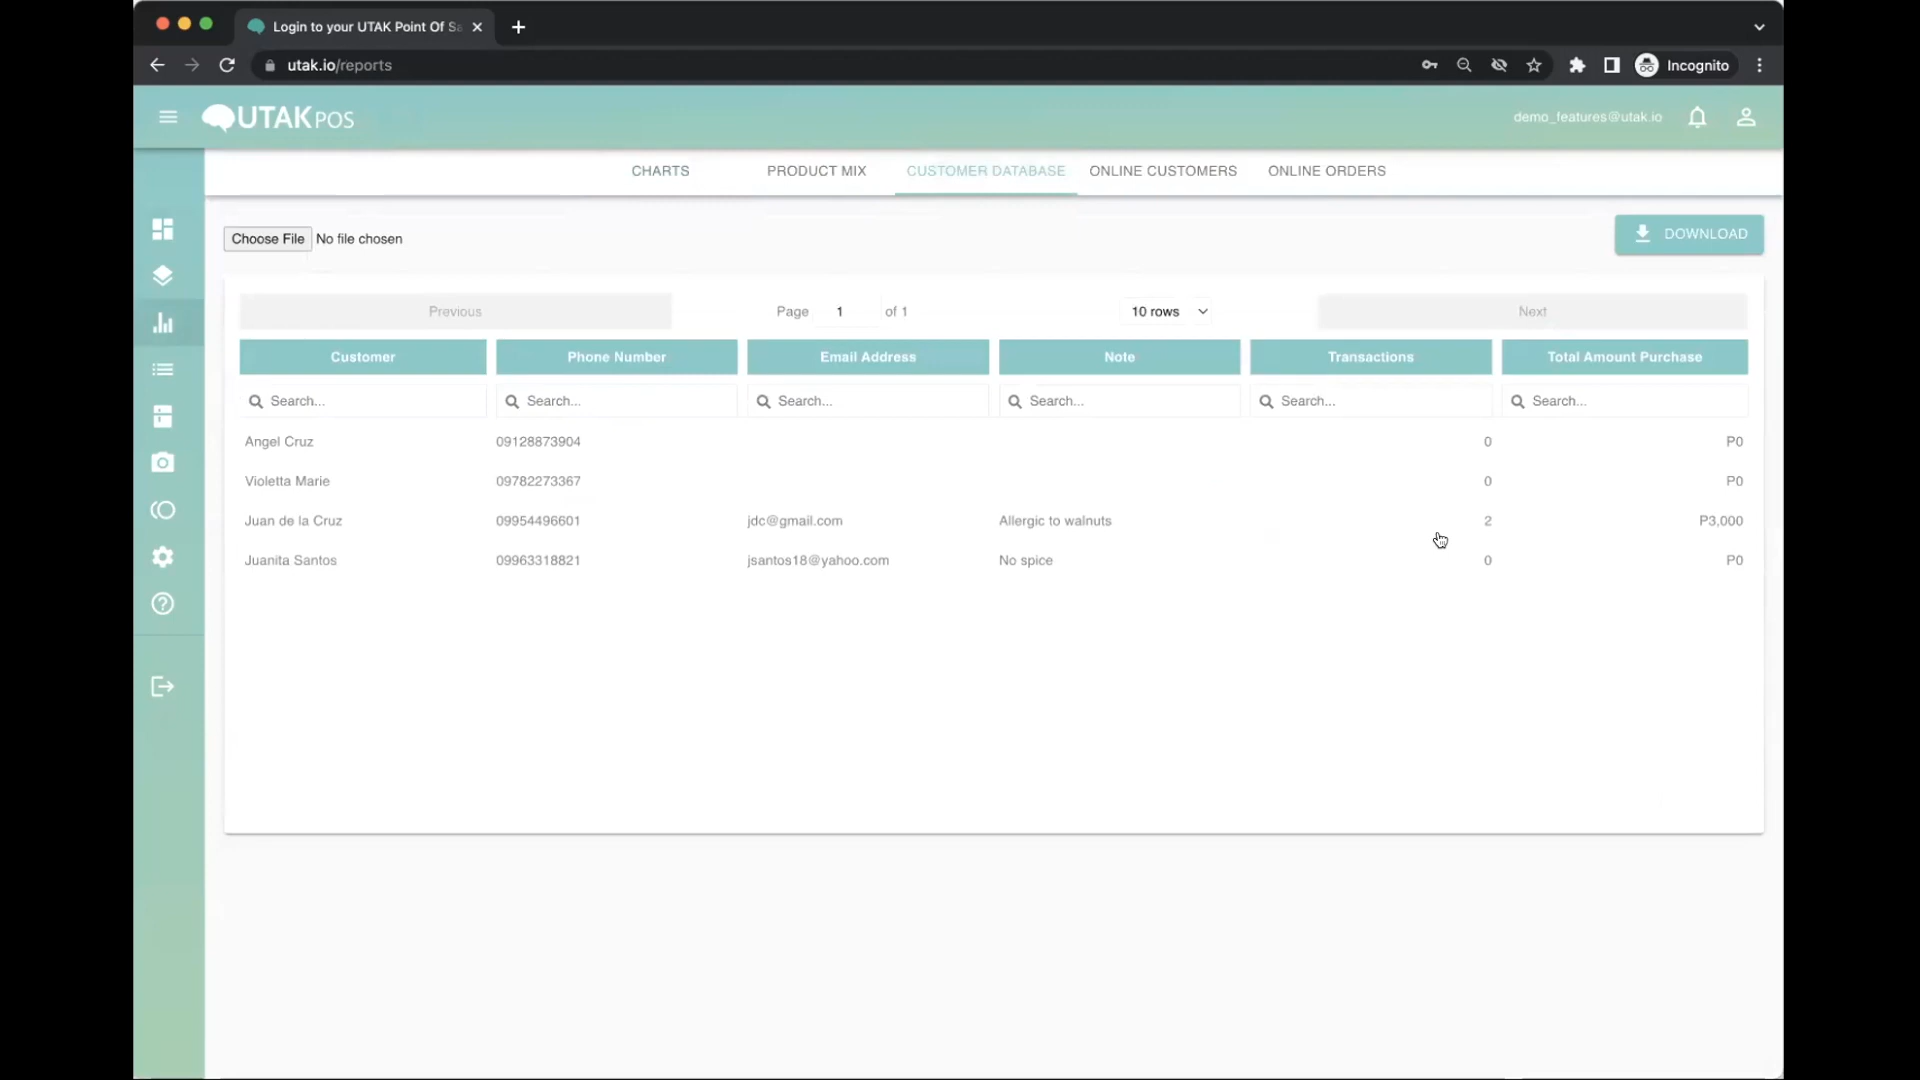 Login to your UTAK Point Of Sa
utak.io/reports
Incognito
UTAK POS
demo_features@utak.io
CHARTS PRODUCT MIX CUSTOMER DATABASE ONLINE CUSTOMERS ONLINE ORDERS
Choose File No file chosen
DOWNLOAD
Previous Page 1 of 1 10 rows Next
Customer Phone Number Email Address Note Transactions Total Amount Purchase
Search... Search... Search... Search... Search... Search...
Angel Cruz 09128873904 0 P0
Violetta Marie 09782273367 0 P0
Juan de la Cruz 09954496601 jdc@gmail.com Allergic to walnuts 2 P3,000
Juanita Santos 09963318821 jsantos18@yahoo.com No spice 0 P0